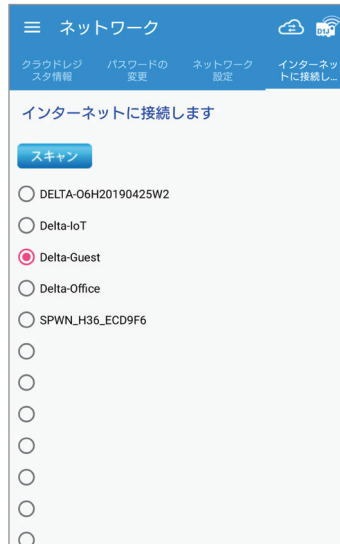 ネットワーク
D1J
クラウドレジ
スタ情報
パスワードの
変更
ネットワーク
設定
インターネッ
トに接続し...
インターネットに接続します
スキャン
DELTA-O6H20190425W2
Delta-IoT
Delta-Guest
Delta-Office
SPWN_H36_ECD9F6